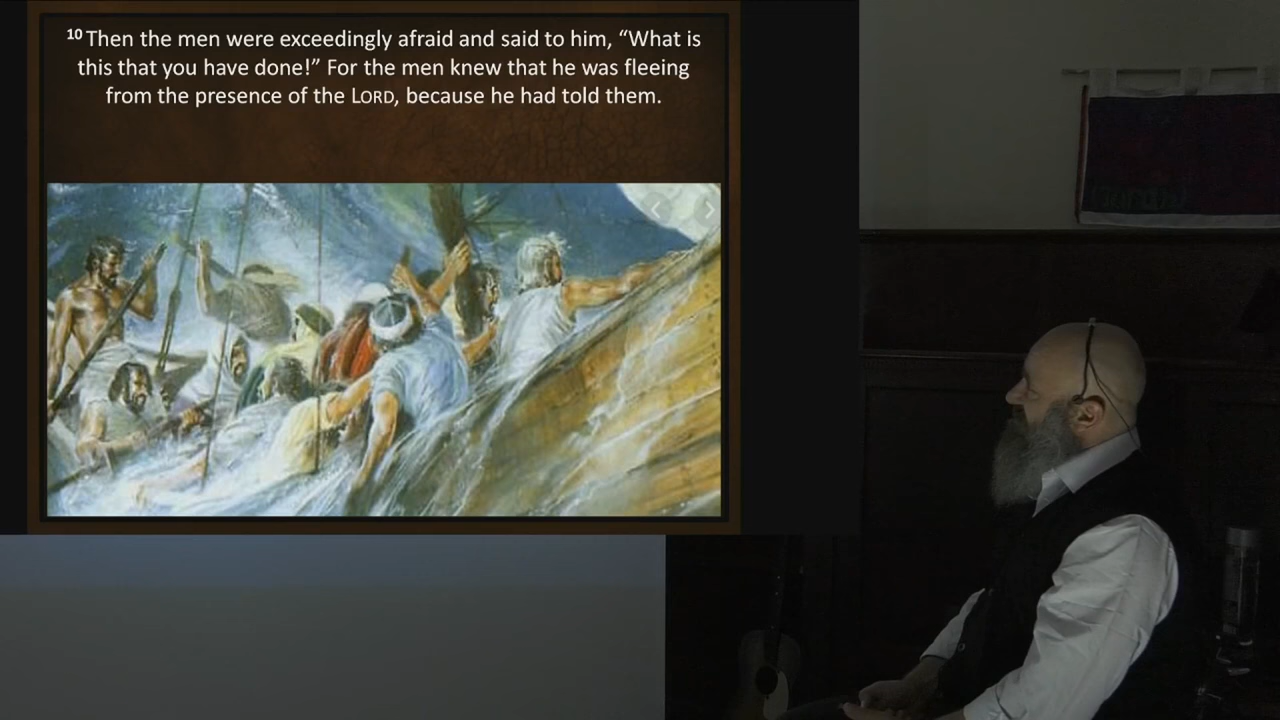 10 Then the men were exceedingly afraid and said to him, “What is
this that you have done!” For the men knew that he was fleeing
from the presence of the LORD, because he had told them.